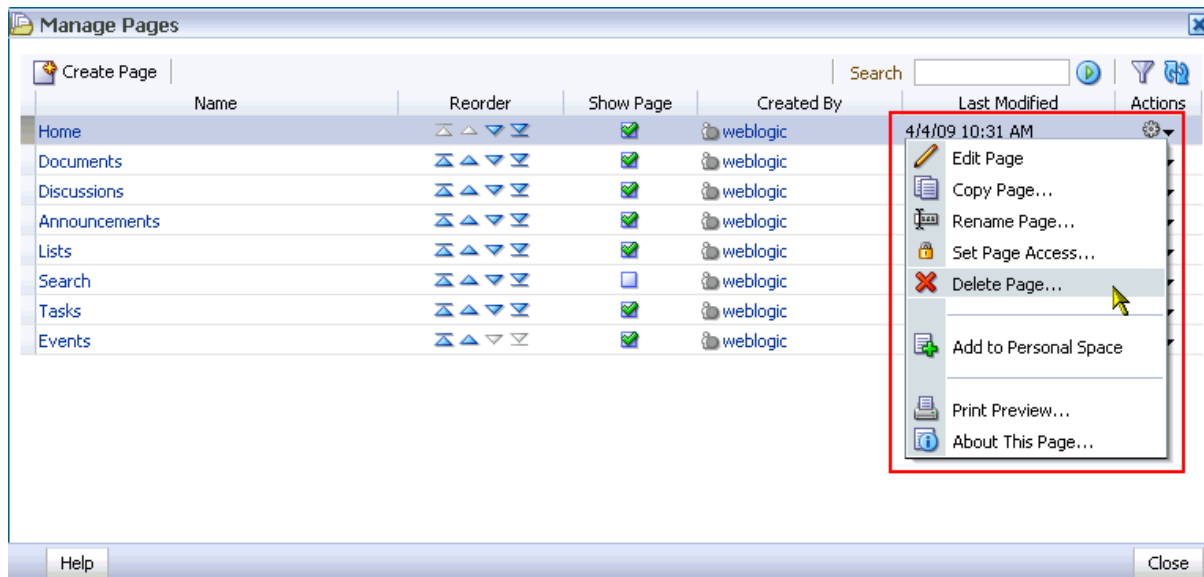 Manage Pages
Create Page Search
Name Reorder Show Page Created By Last Modified Actions
Home weblogic 4/4/09 10:31 AM
Documents weblogic
Discussions weblogic
Announcements weblogic
Lists weblogic
Search weblogic
Tasks weblogic
Events weblogic
Edit Page
Copy Page...
Rename Page...
Set Page Access...
Delete Page...
Add to Personal Space
Print Preview...
About This Page...
Help Close